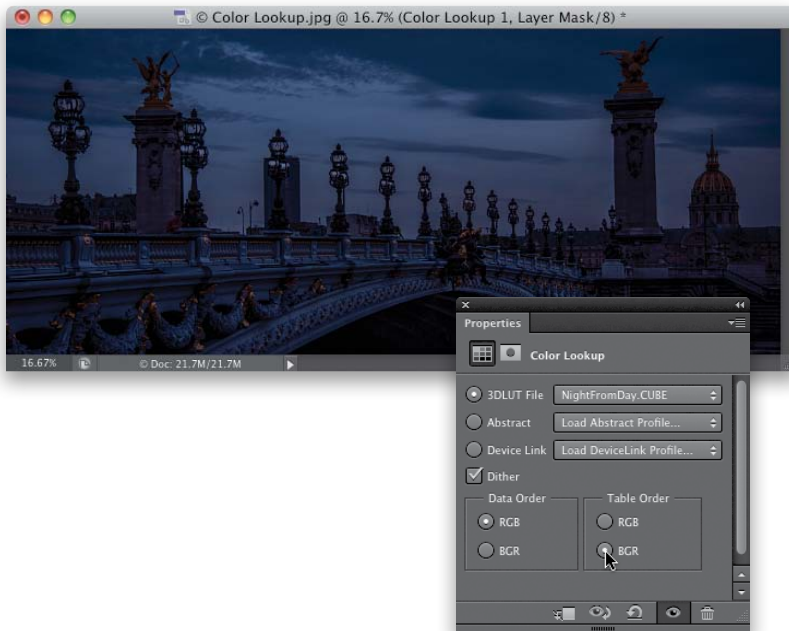 © Color Lookup.jpg @ 16.7% (Color Lookup 1, Layer Mask/8) *
16.67%
© Doc: 21.7M/21.7M
Properties
Color Lookup
3DLUT File NightFromDay.CUBE
Abstract Load Abstract Profile...
Device Link Load DeviceLink Profile...
Dither
Data Order Table Order
RGB RGB
BGR BGR